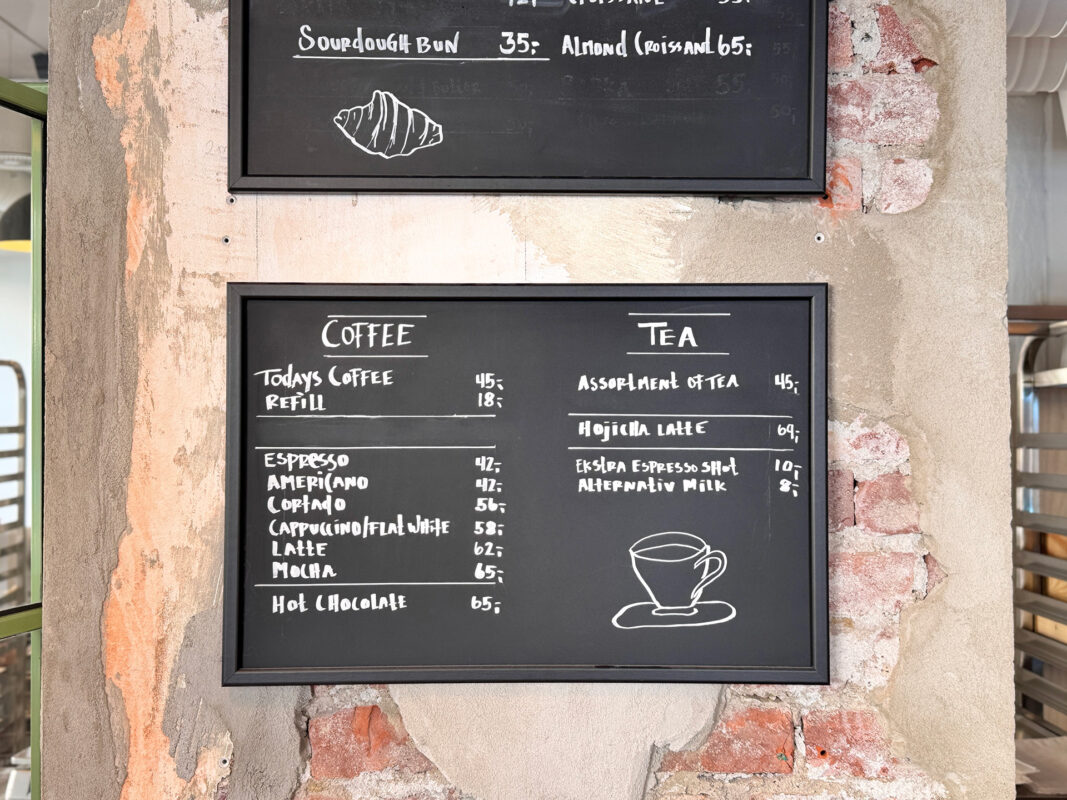 Sourdough Bun 35,-
Almond Croissant 65,-
Coffee
Todays Coffee 45,-
Refill 18,-
Espresso 42,-
Americano 42,-
Cortado 56,-
Cappuccino/Flat White 58,-
Latte 62,-
Mocha 65,-
Hot Chocolate 65,-
Tea
Assortment of Tea 45,-
Hojicha Latte 69,-
Ekstra Espresso Shot 10,-
Alternativ Milk 8,-